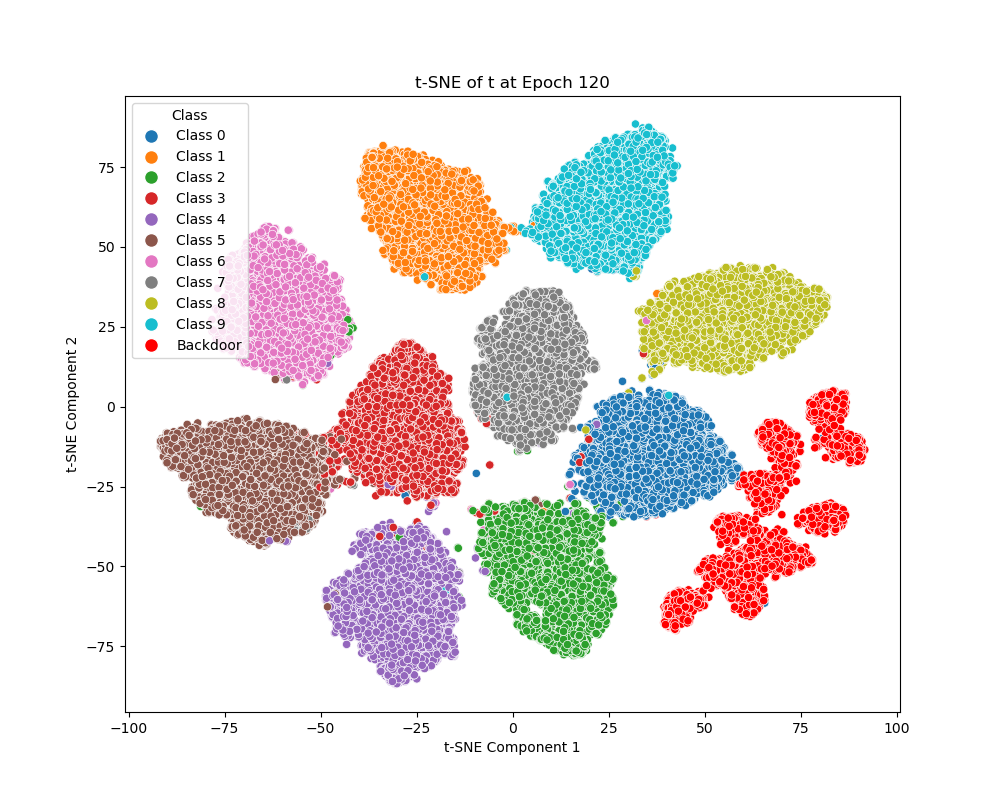 t-SNE of t at Epoch 120
Class
Class 0
Class 1
Class 2
Class 3
Class 4
Class 5
Class 6
Class 7
Class 8
Class 9
Backdoor
75
50
25
0
−25
−50
−75
t-SNE Component 2
−100
−75
−50
−25
0
25
50
75
100
t-SNE Component 1